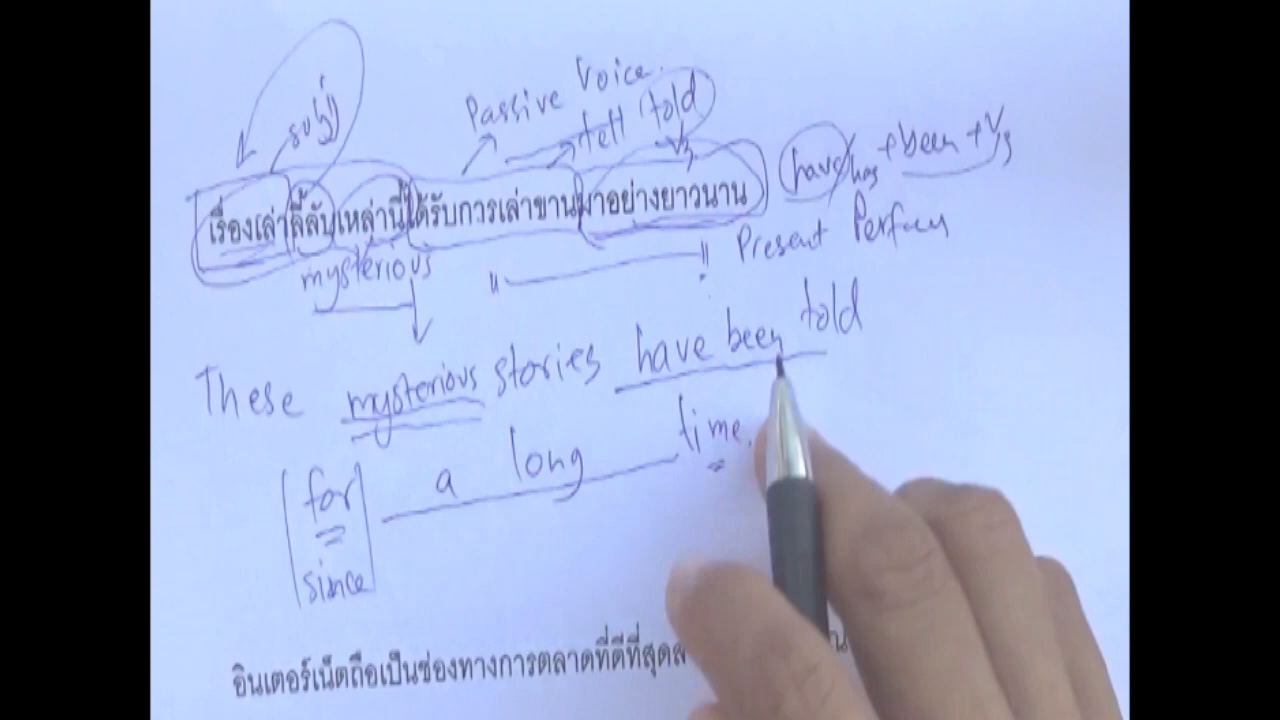 subj
Passive Voice.
tell (told
V3
have/has + been + V3
เรื่องเล่าลี้ลับเหล่านี้ได้รับการเล่าขานมาอย่างยาวนาน
mysterious
" "
Present Perfect
These mysterious stories have been told
for a long time.
since
อินเตอร์เน็ตถือเป็นช่องทางการตลาดที่ดีที่สุด